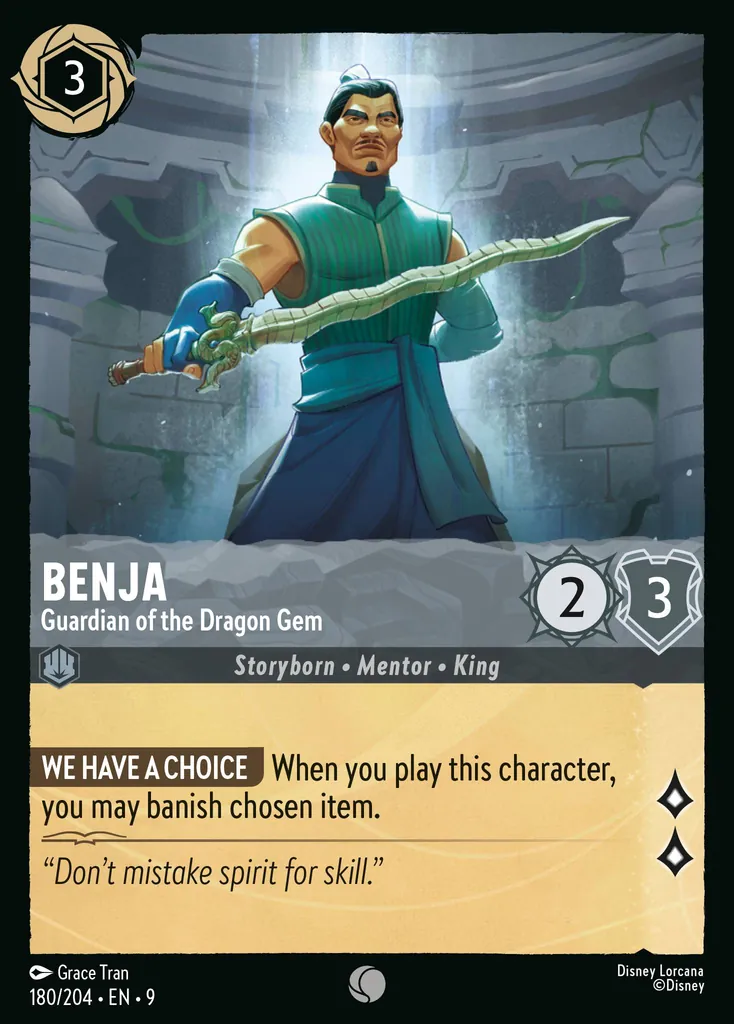 3
BENJA
Guardian of the Dragon Gem
2
3
Storyborn • Mentor • King
WE HAVE A CHOICE When you play this character,
you may banish chosen item.
“Don’t mistake spirit for skill.”
Grace Tran
180/204 • EN • 9
Disney Lorcana
©Disney